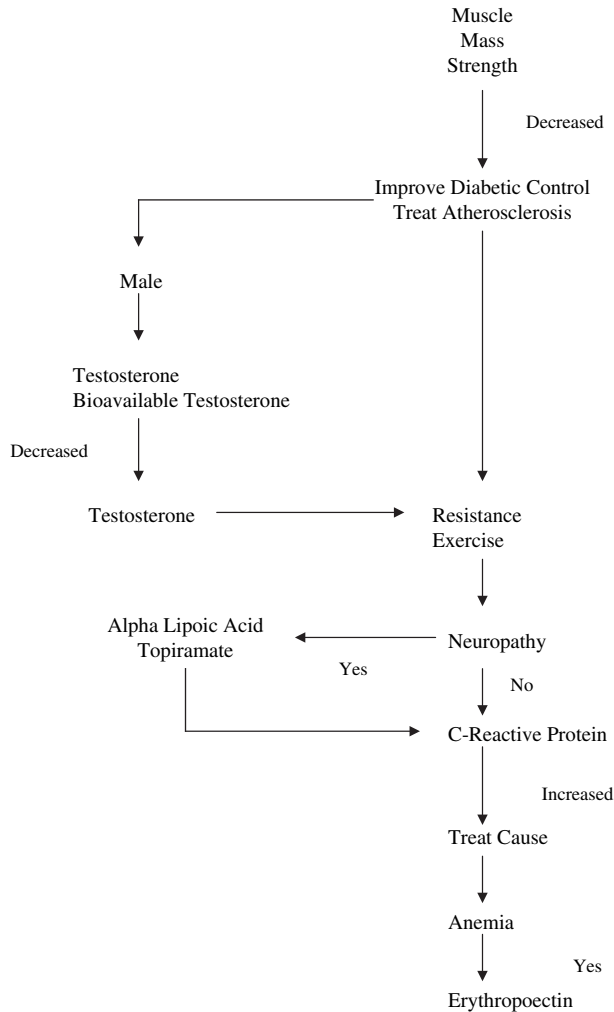 Muscle
Mass
Strength
Decreased
Improve Diabetic Control
Treat Atherosclerosis
Male
Testosterone
Bioavailable Testosterone
Decreased
Testosterone
Resistance
Exercise
Alpha Lipoic Acid
Topiramate
Neuropathy
Yes
No
C-Reactive Protein
Increased
Treat Cause
Anemia
Yes
Erythropoectin